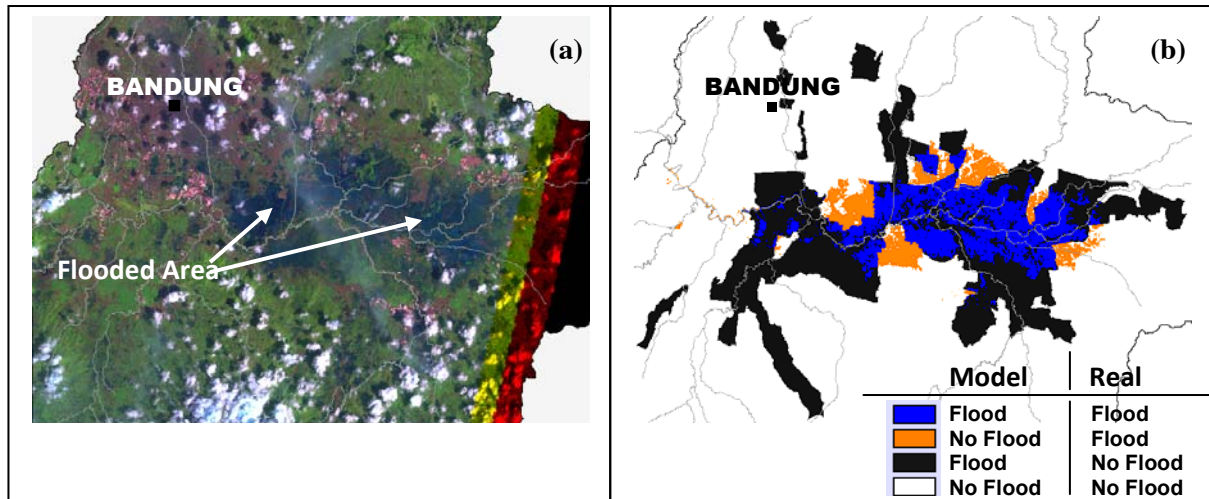 (a)
BANDUNG
Flooded Area
(b)
BANDUNG
Model Real
Flood Flood
No Flood Flood
Flood No Flood
No Flood No Flood